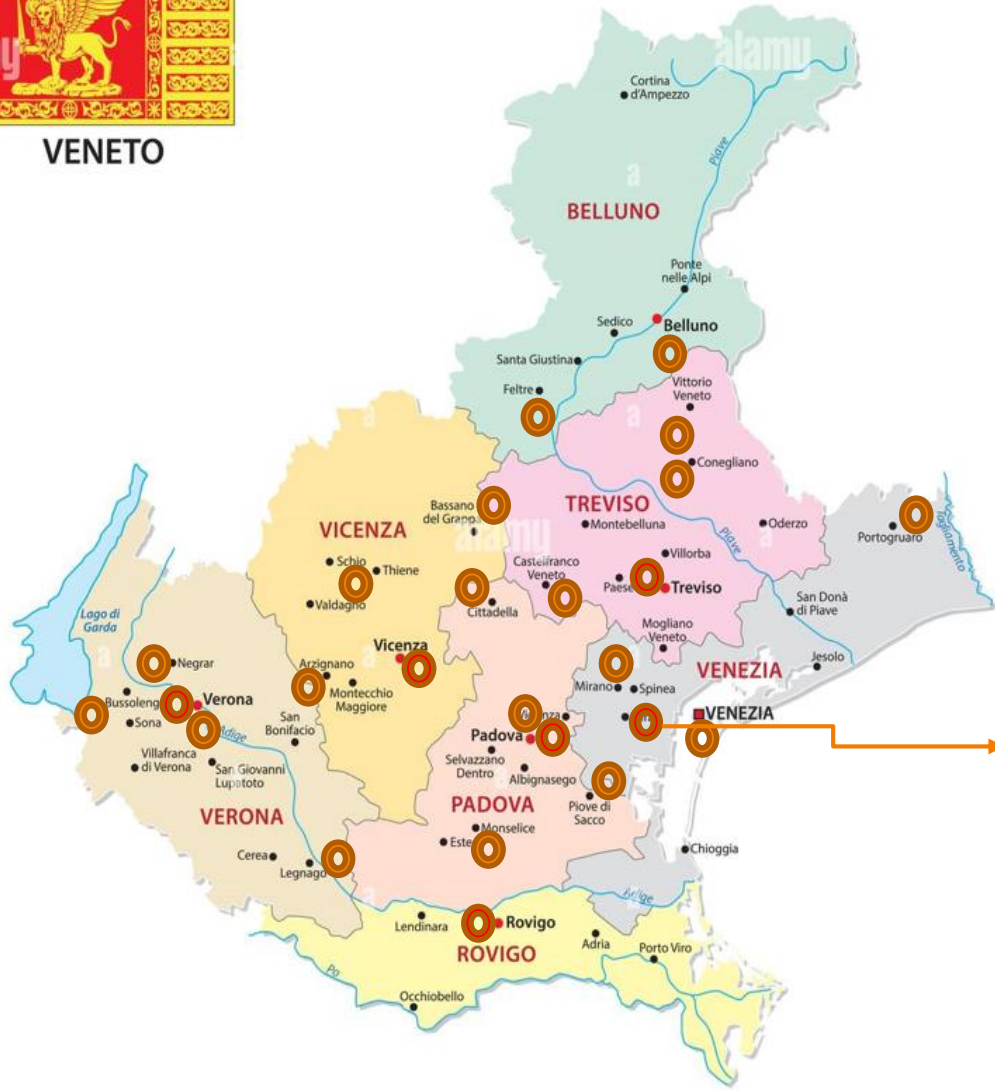 VENETO
alamy
Cortina
d'Ampezzo
Piave
a
BELLUNO
Ponte
nelle Alpi
Sedico
Belluno
Santa Giustina
Feltre
Vittorio
Veneto
a
a
Conegliano
Bassano
del Grappa
TREVISO
VICENZA
alamy
Montebelluna
Oderzo
a
Piave
Portogruaro
Tagliamento
Schio
Thiene
Villorba
Castelfranco
Veneto
Paese
Treviso
Valdagno
Cittadella
San Donà
di Piave
Lago di
Garda
a
Mogliano
Veneto
Vicenza
Jesolo
Negrar
Arzignano
VENEZIA
Montecchio
Maggiore
Mirano
Spinea
Verona
Sona
San
Bonifacio
VENEZIA
Padova
Adige
Villafranca
di Verona
San Giovanni
Lupatoto
Selvazzano
Dentro
Albignasego
VERONA
PADOVA
Piove di
Sacco
Monselice
Este
Chioggia
Cerea
Legnago
a
Adige
Lendinara
Rovigo
ROVIGO
Adria
Porto Viro
Po
Occhiobello